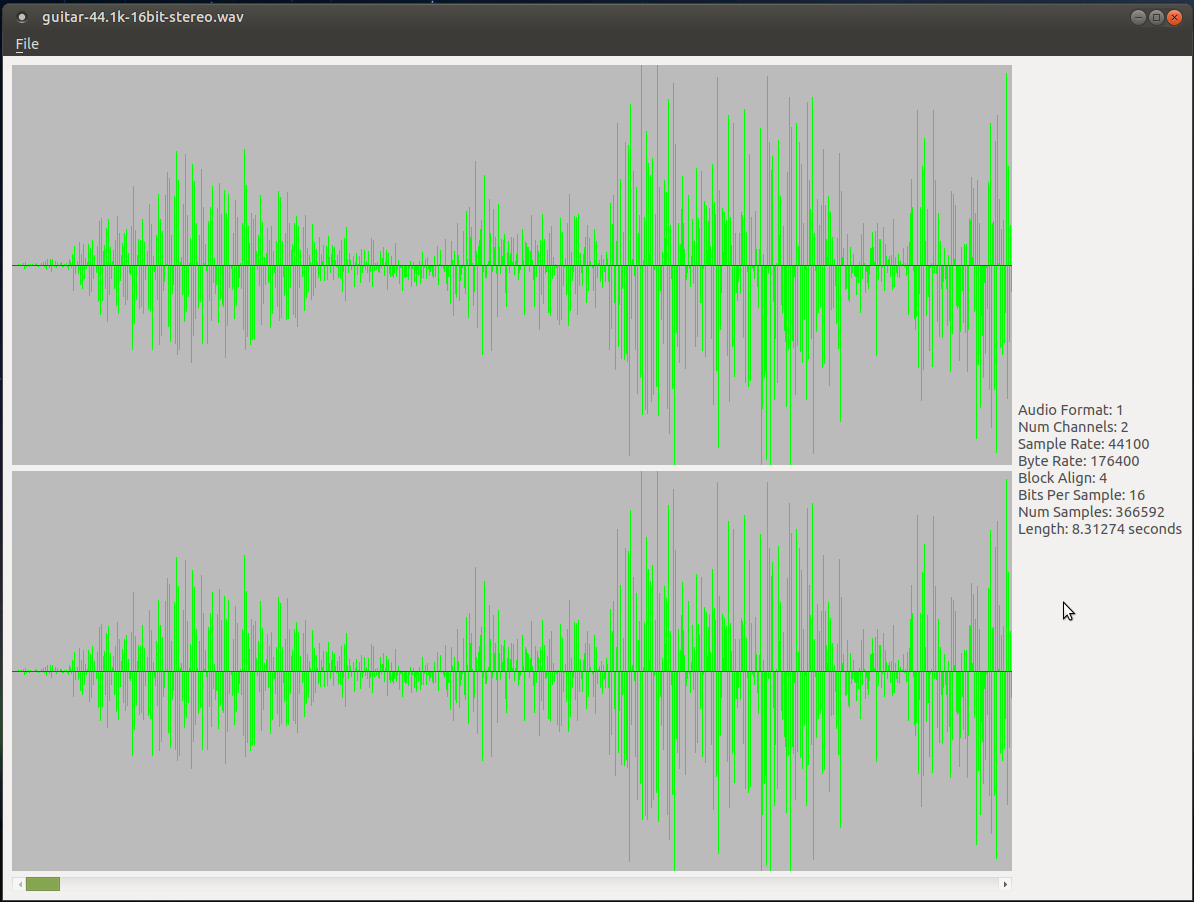 guitar-44.1k-16bit-stereo.wav
File
Audio Format: 1
Num Channels: 2
Sample Rate: 44100
Byte Rate: 176400
Block Align: 4
Bits Per Sample: 16
Num Samples: 366592
Length: 8.31274 seconds